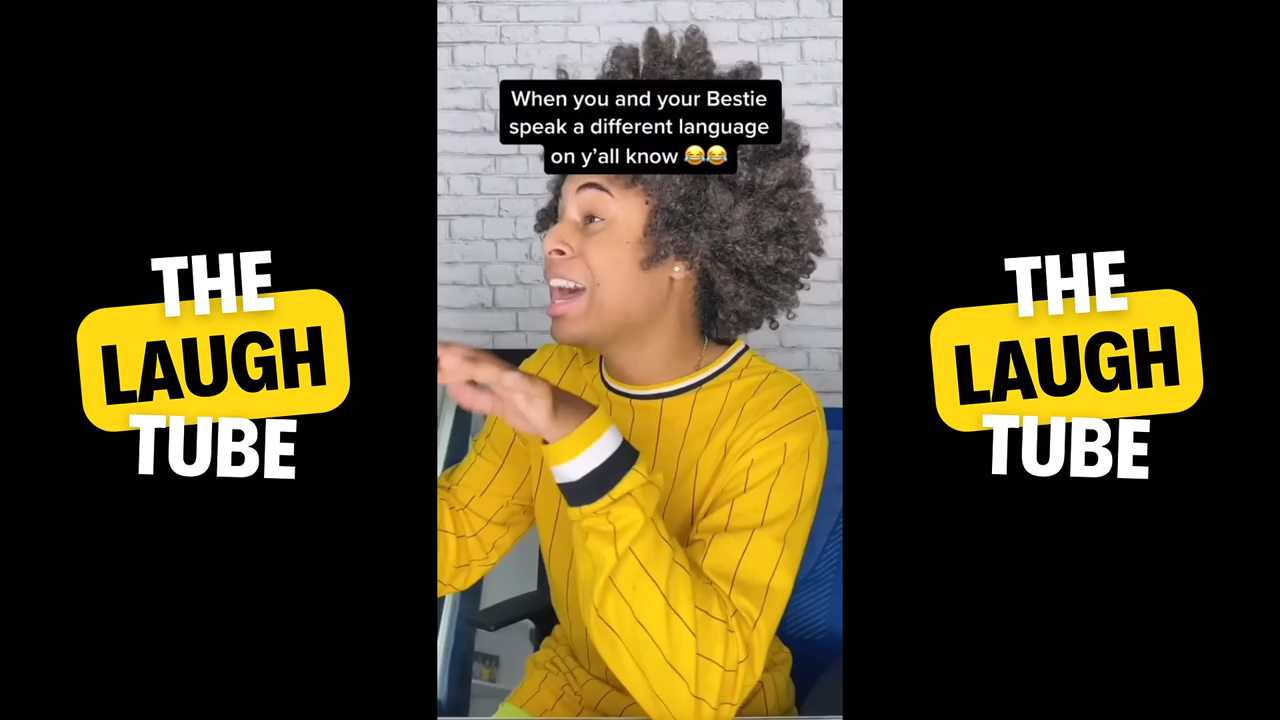 THE
LAUGH
TUBE
When you and your Bestie
speak a different language
on y’all know 😂😂
THE
LAUGH
TUBE